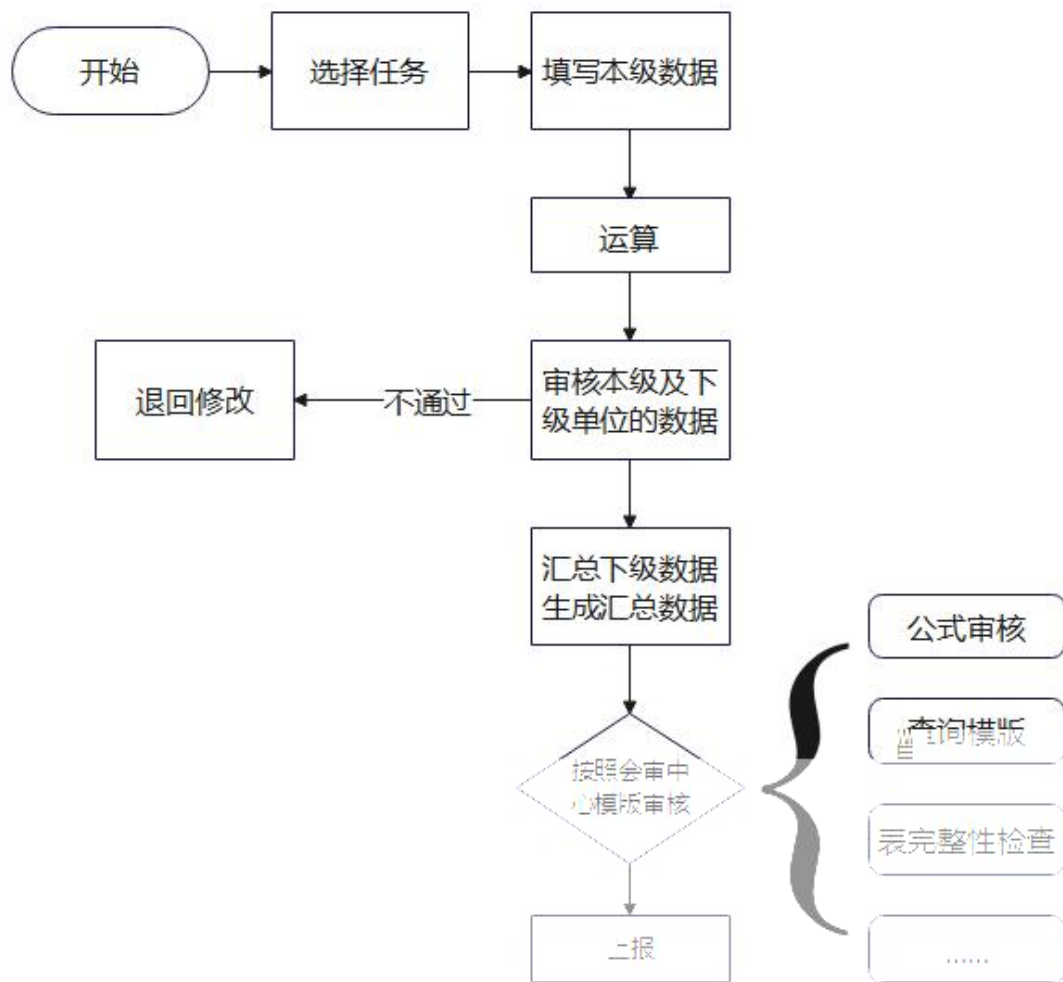 开始
选择任务
填写本级数据
运算
审核本级及下
级单位的数据
不通过
退回修改
汇总下级数据
生成汇总数据
按照会审中
心模版审核
上报
公式审核
查询模版
表完整性检查
……